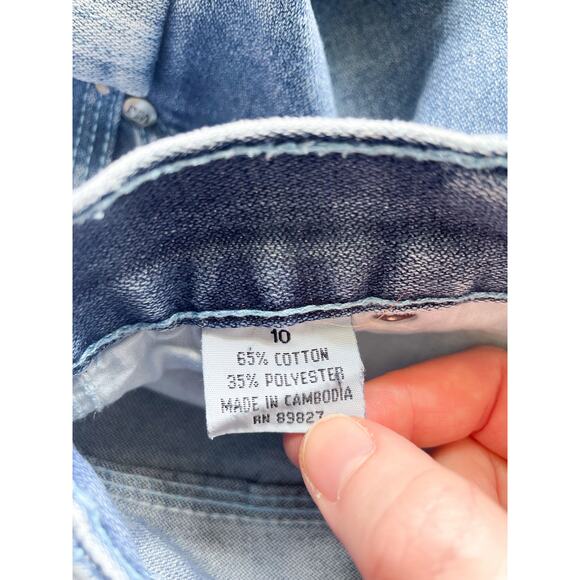 10
65% COTTON
35% POLYESTER
MADE IN CAMBODIA
RN 89827